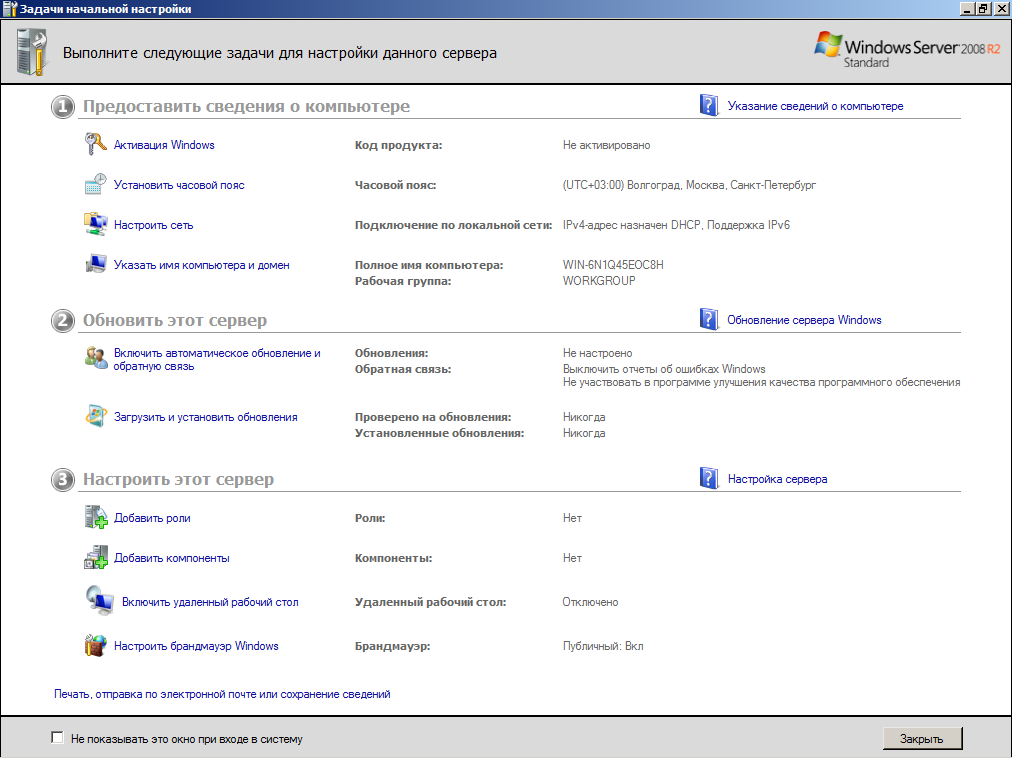 Задачи начальной настройки
Выполните следующие задачи для настройки данного сервера
Windows Server 2008 R2
Standard
1 Предоставить сведения о компьютере
? Указание сведений о компьютере
Активация Windows Код продукта: Не активировано
Установить часовой пояс Часовой пояс: (UTC+03:00) Волгоград, Москва, Санкт-Петербург
Настроить сеть Подключение по локальной сети: IPv4-адрес назначен DHCP, Поддержка IPv6
Указать имя компьютера и домен Полное имя компьютера: WIN-6N1Q45EOC8H
Рабочая группа: WORKGROUP
2 Обновить этот сервер
? Обновление сервера Windows
Включить автоматическое обновление и Обновления: Не настроено
обратную связь Обратная связь: Выключить отчеты об ошибках Windows
Не участвовать в программе улучшения качества программного обеспечения
Загрузить и установить обновления Проверено на обновления: Никогда
Установленные обновления: Никогда
3 Настроить этот сервер
? Настройка сервера
Добавить роли Роли: Нет
Добавить компоненты Компоненты: Нет
Включить удаленный рабочий стол Удаленный рабочий стол: Отключено
Настроить брандмауэр Windows Брандмауэр: Публичный: Вкл
Печать, отправка по электронной почте или сохранение сведений
Не показывать это окно при входе в систему
Закрыть